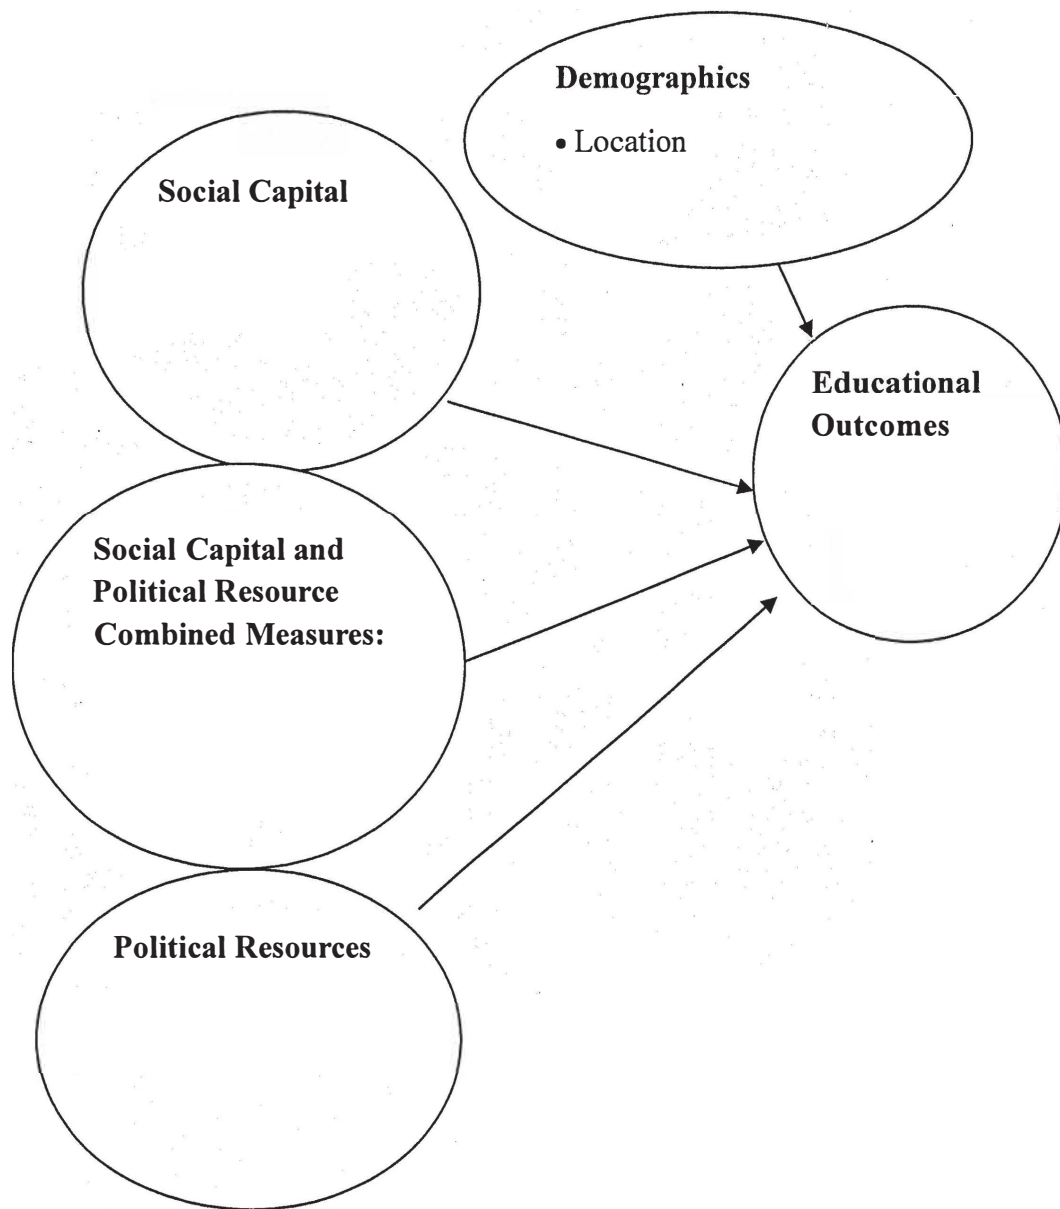 Demographics
• Location
Social Capital
Educational
Outcomes
Social Capital and
Political Resource
Combined Measures:
Political Resources